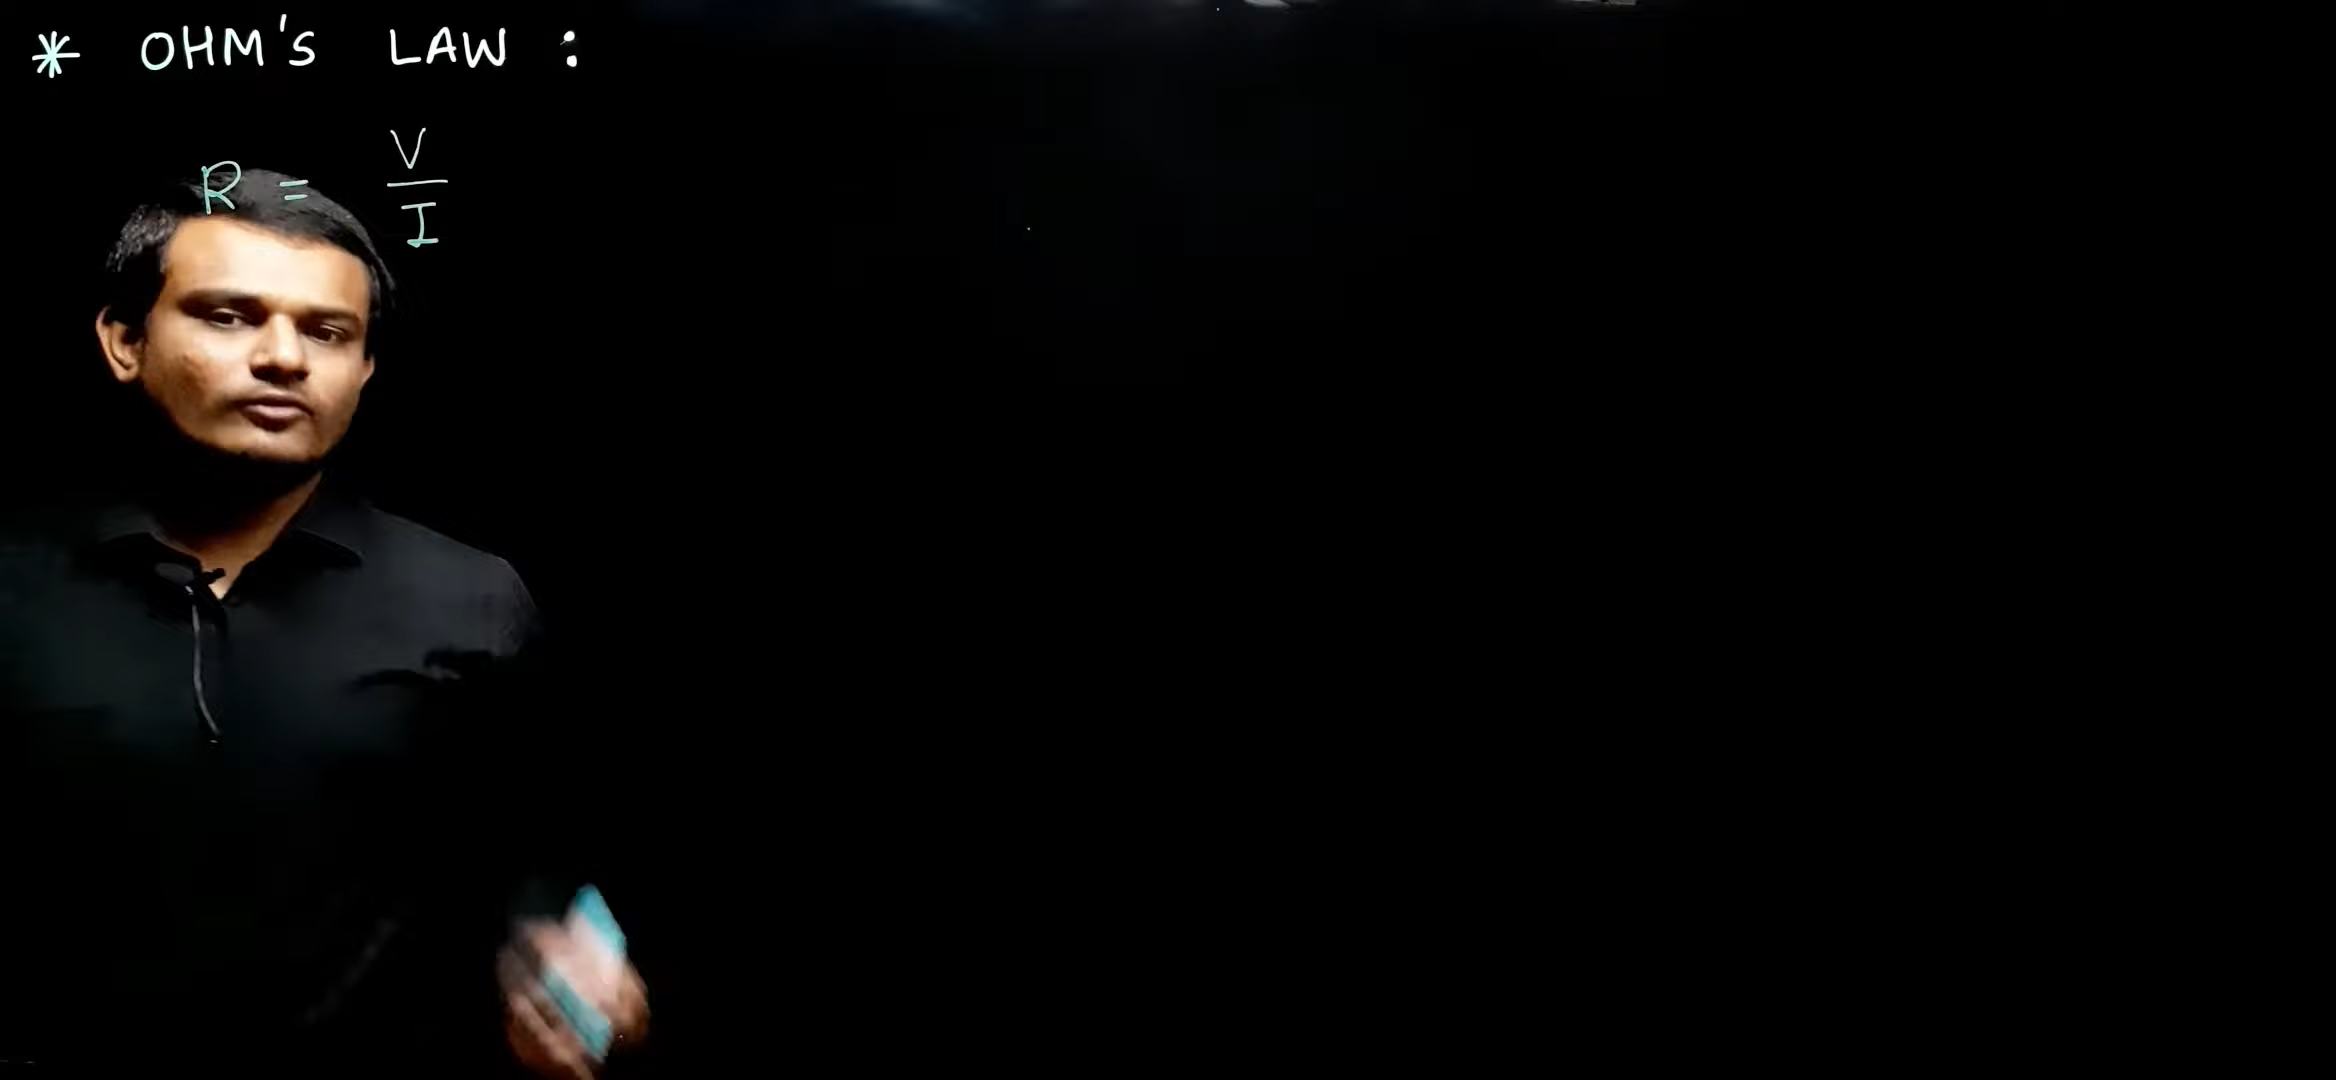 * OHM'S LAW :
R = V/I